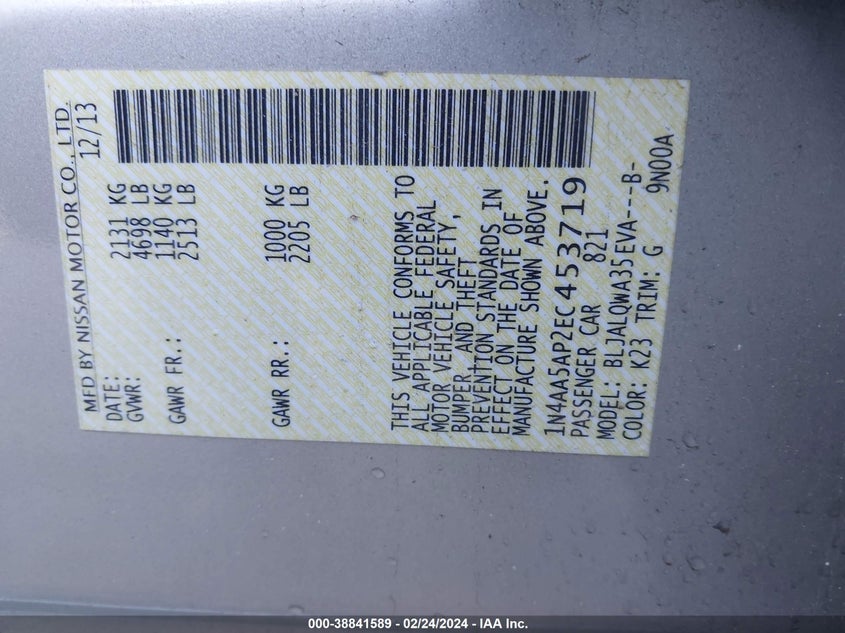 MFD BY NISSAN MOTOR CO., LTD.
DATE: 12/13
GVWR: 2131 KG
4698 LB
GAWR FR.: 1140 KG
2513 LB
GAWR RR.: 1000 KG
2205 LB
THIS VEHICLE CONFORMS TO
ALL APPLICABLE FEDERAL
MOTOR VEHICLE SAFETY,
BUMPER, AND THEFT
PREVENTION STANDARDS IN
EFFECT ON THE DATE OF
MANUFACTURE SHOWN ABOVE.
1N4AA5AP2EC453719
PASSENGER CAR 821
MODEL: BLJALQWA35EVA---B-
COLOR: K23 TRIM: G 9N00A
000-38841589 - 02/24/2024 - IAA Inc.